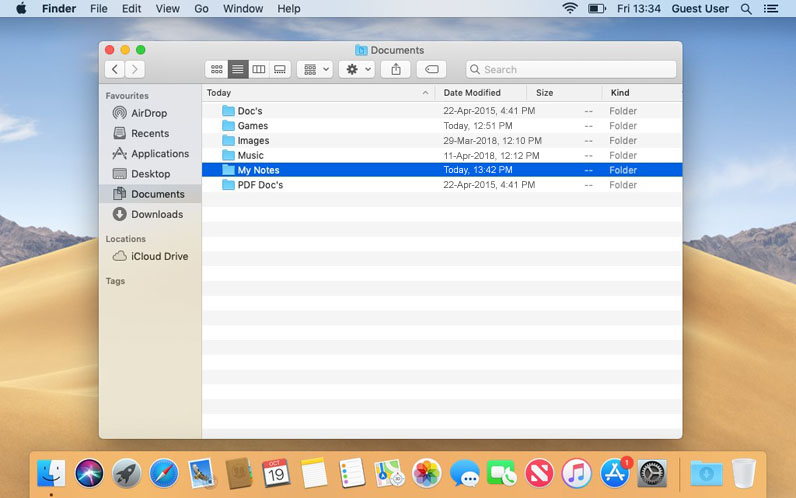 Finder File Edit View Go Window Help Fri 13:34 Guest User
Documents
Search
Favourites
AirDrop
Recents
Applications
Desktop
Documents
Downloads
Locations
iCloud Drive
Tags
Today Date Modified Size Kind
Doc's 22-Apr-2015, 4:41 PM -- Folder
Games Today, 12:51 PM -- Folder
Images 29-Mar-2018, 12:10 PM -- Folder
Music 11-Apr-2018, 12:12 PM -- Folder
My Notes Today, 13:42 PM -- Folder
PDF Doc's 22-Apr-2015, 4:41 PM -- Folder
OCT
19
1